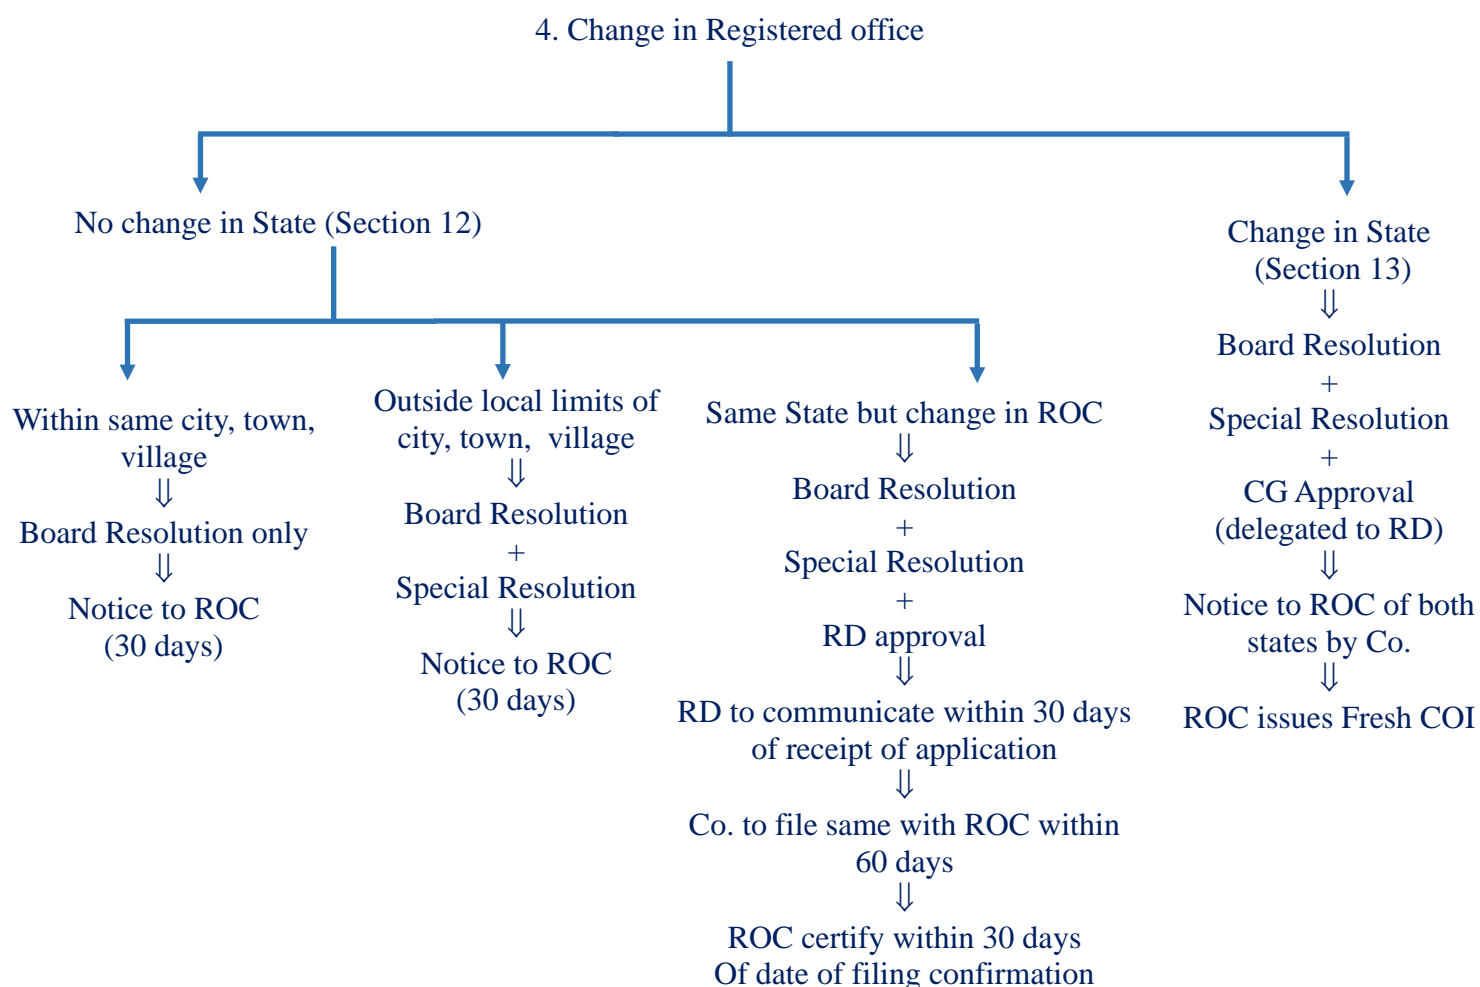 4. Change in Registered office
No change in State (Section 12)
Within same city, town,
village
⇓
Board Resolution only
⇓
Notice to ROC
(30 days)
Outside local limits of
city, town, village
⇓
Board Resolution
+
Special Resolution
⇓
Notice to ROC
(30 days)
Same State but change in ROC
⇓
Board Resolution
+
Special Resolution
+
RD approval
⇓
RD to communicate within 30 days
of receipt of application
⇓
Co. to file same with ROC within
60 days
⇓
ROC certify within 30 days
Of date of filing confirmation
Change in State
(Section 13)
⇓
Board Resolution
+
Special Resolution
+
CG Approval
(delegated to RD)
⇓
Notice to ROC of both
states by Co.
⇓
ROC issues Fresh COI